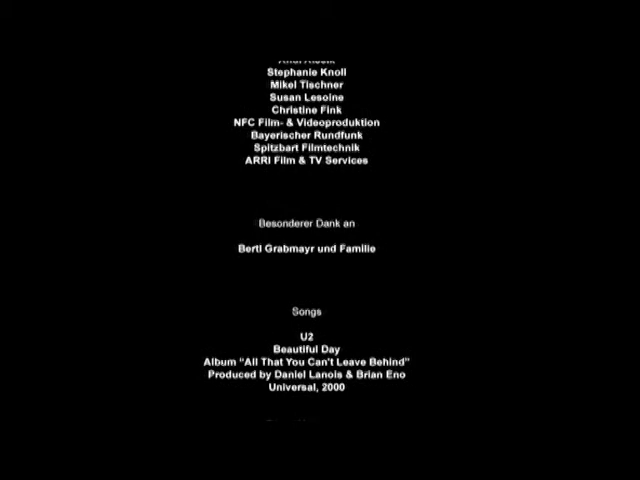 Stephanie Knoll
Mikel Tischner
Susan Lesoine
Christine Fink
NFC Film- & Videoproduktion
Bayerischer Rundfunk
Spitzbart Filmtechnik
ARRI Film & TV Services
Besonderer Dank an
Bertl Grabmayr und Familie
Songs
U2
Beautiful Day
Album "All That You Can't Leave Behind"
Produced by Daniel Lanois & Brian Eno
Universal, 2000